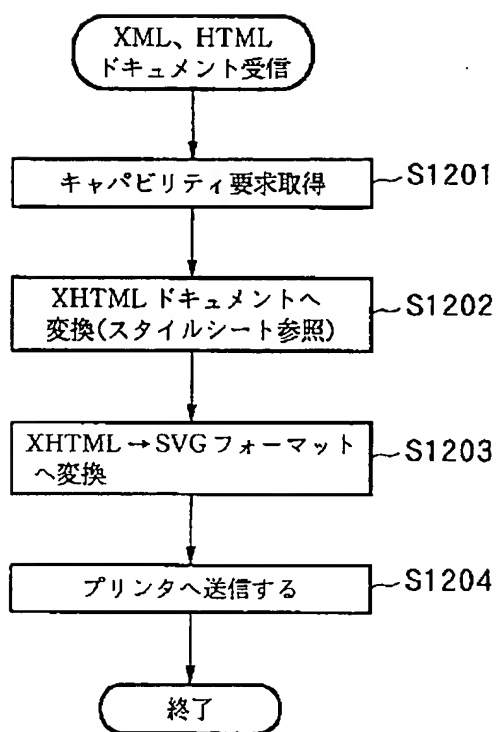 XML、HTML
ドキュメント受信
キャパビリティ要求取得
S1201
XHTML ドキュメントへ
変換(スタイルシート参照)
S1202
XHTML→SVGフォーマット
へ変換
S1203
プリンタへ送信する
S1204
終了